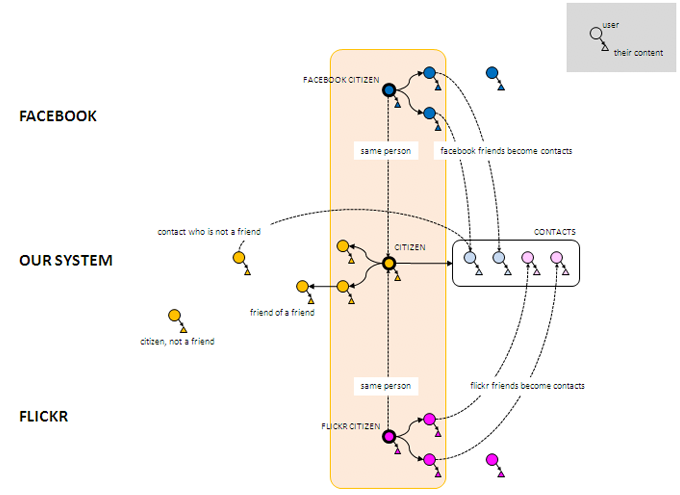 user
their content
FACEBOOK CITIZEN
FACEBOOK
same person
facebook friends become contacts
contact who is not a friend
CONTACTS
CITIZEN
OUR SYSTEM
friend of a friend
citizen, not a friend
same person
flickr friends become contacts
FLICKR
FLICKR CITIZEN